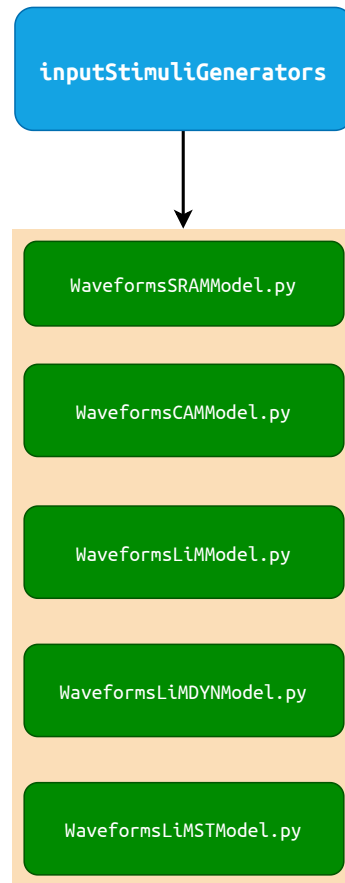 inputStimuliGenerators
WaveformsSRAMModel.py
WaveformsCAMModel.py
WaveformsLiMModel.py
WaveformsLiMDYNModel.py
WaveformsLiMSTModel.py